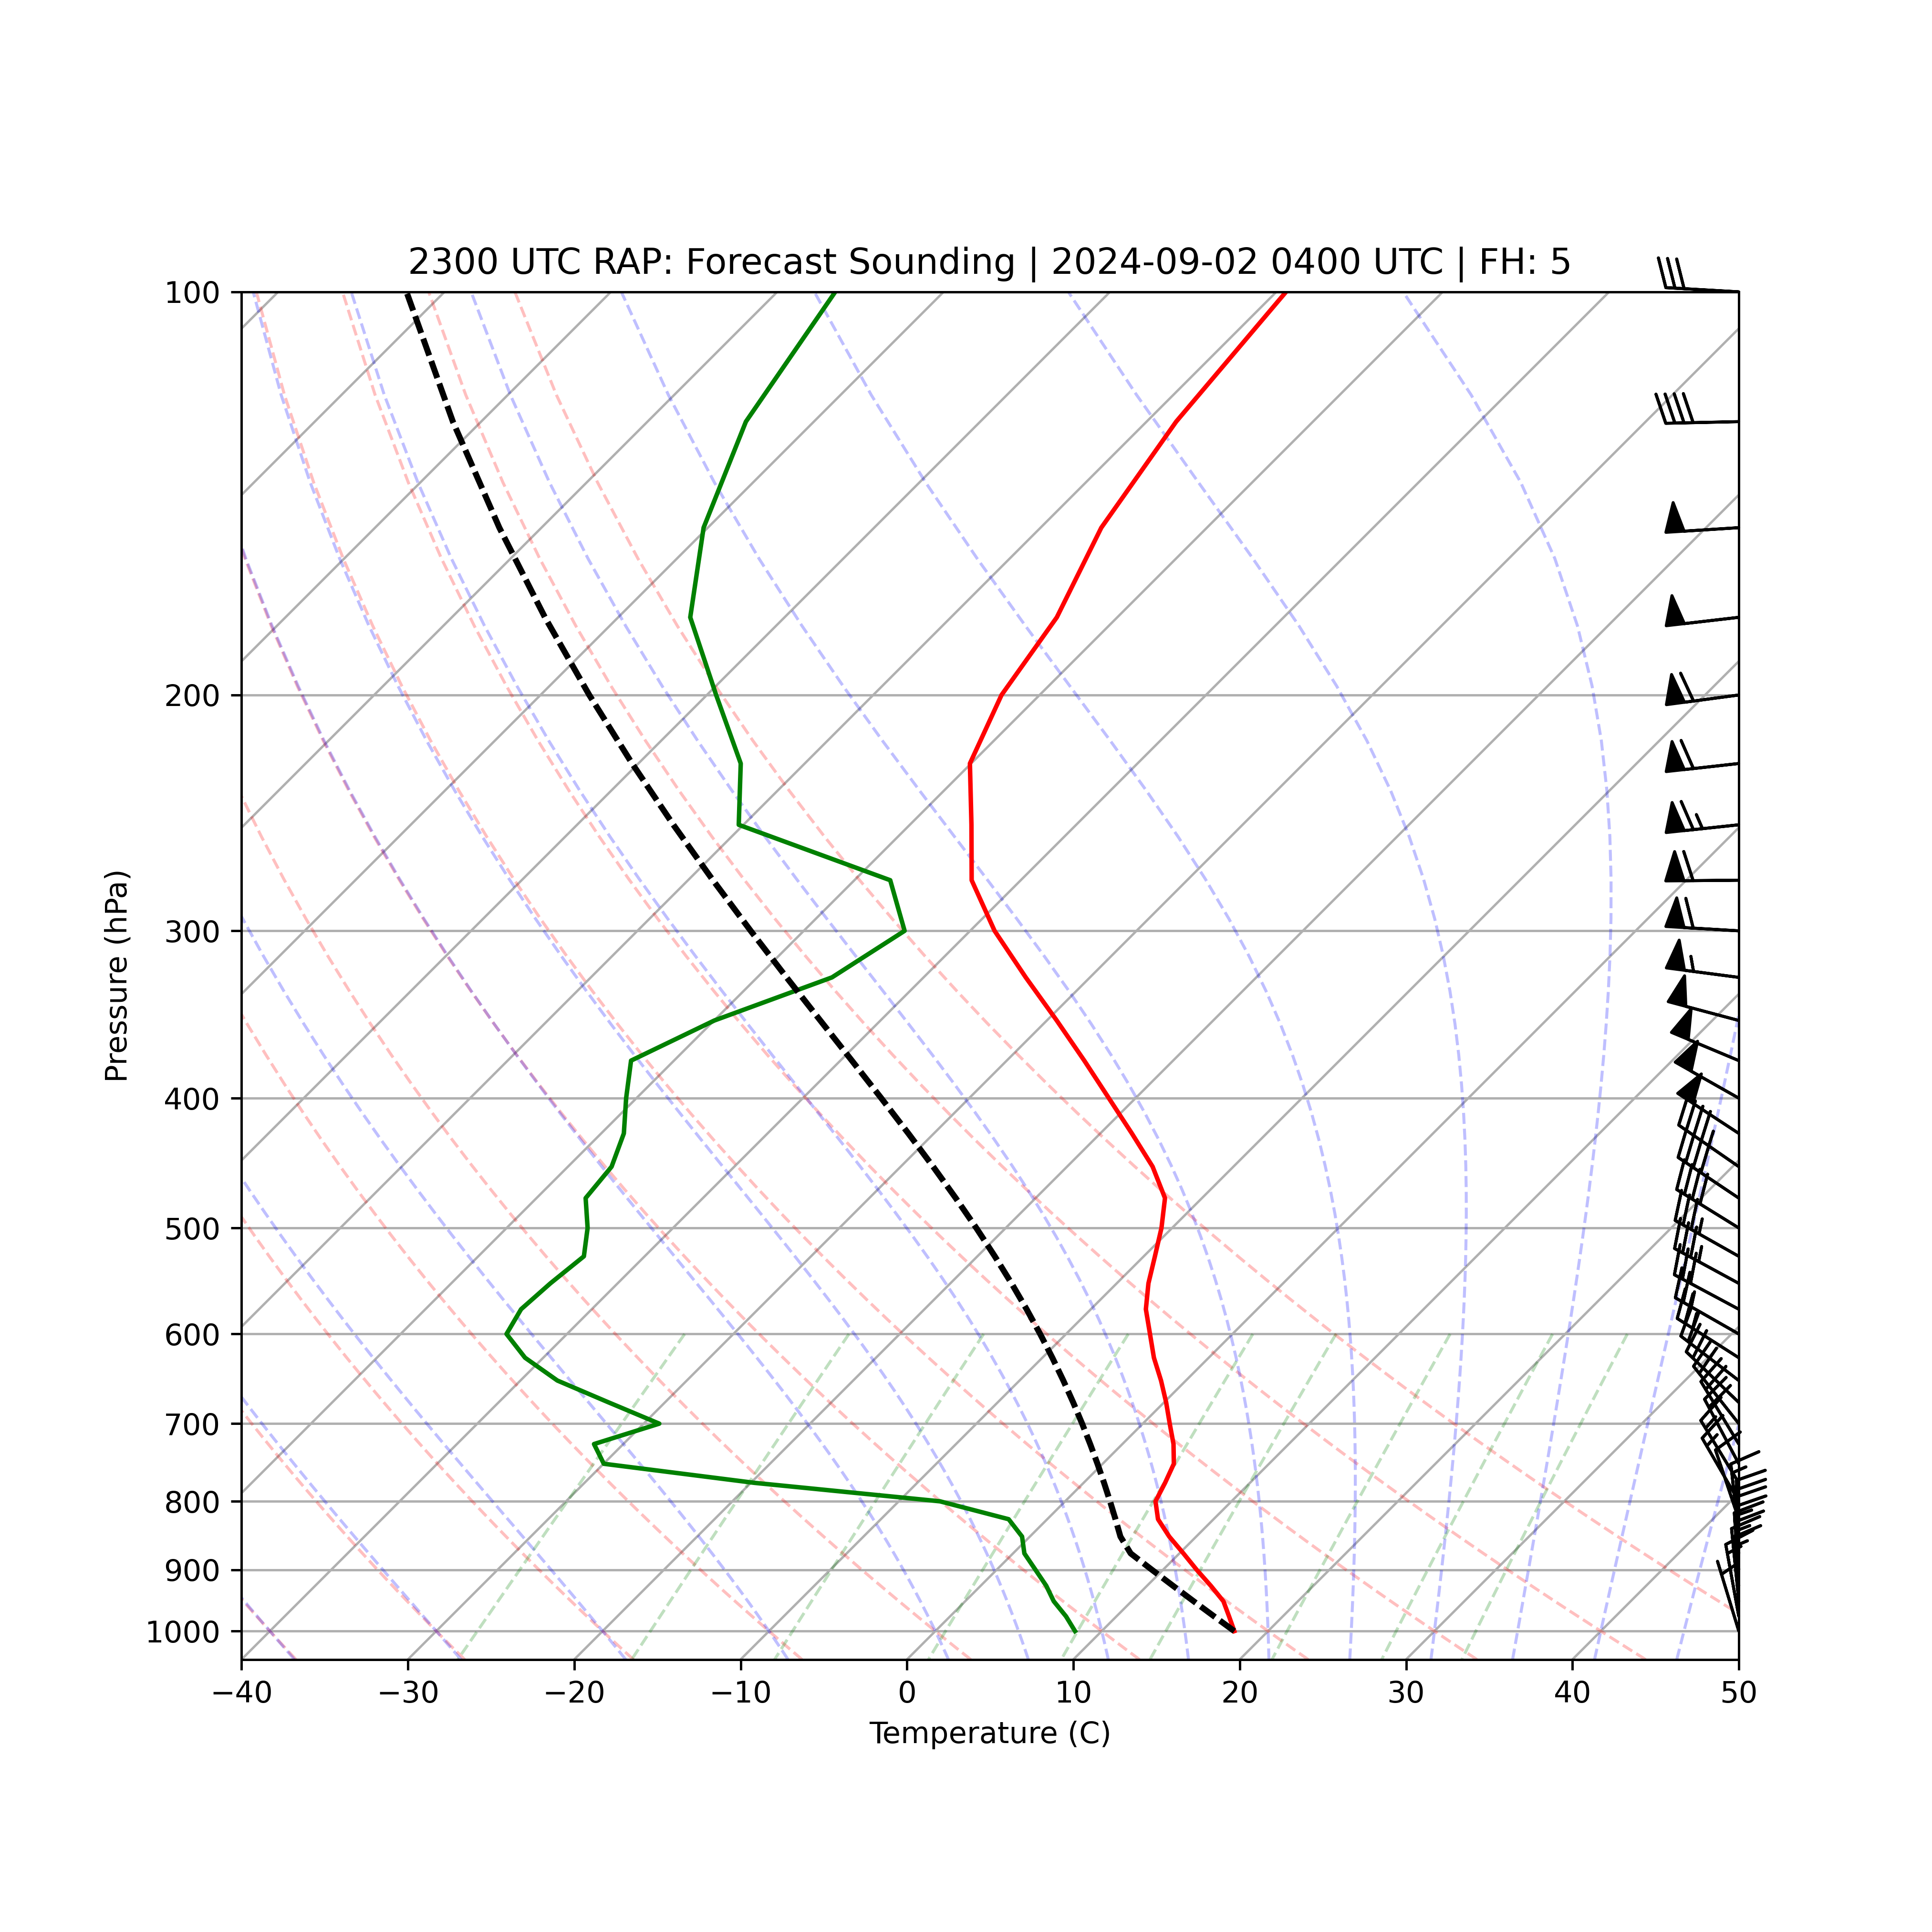 2300 UTC RAP: Forecast Sounding | 2024-09-02 0400 UTC | FH: 5
100
200
300
400
500
600
700
800
900
1000
Pressure (hPa)
−40 −30 −20 −10 0 10 20 30 40 50
Temperature (C)